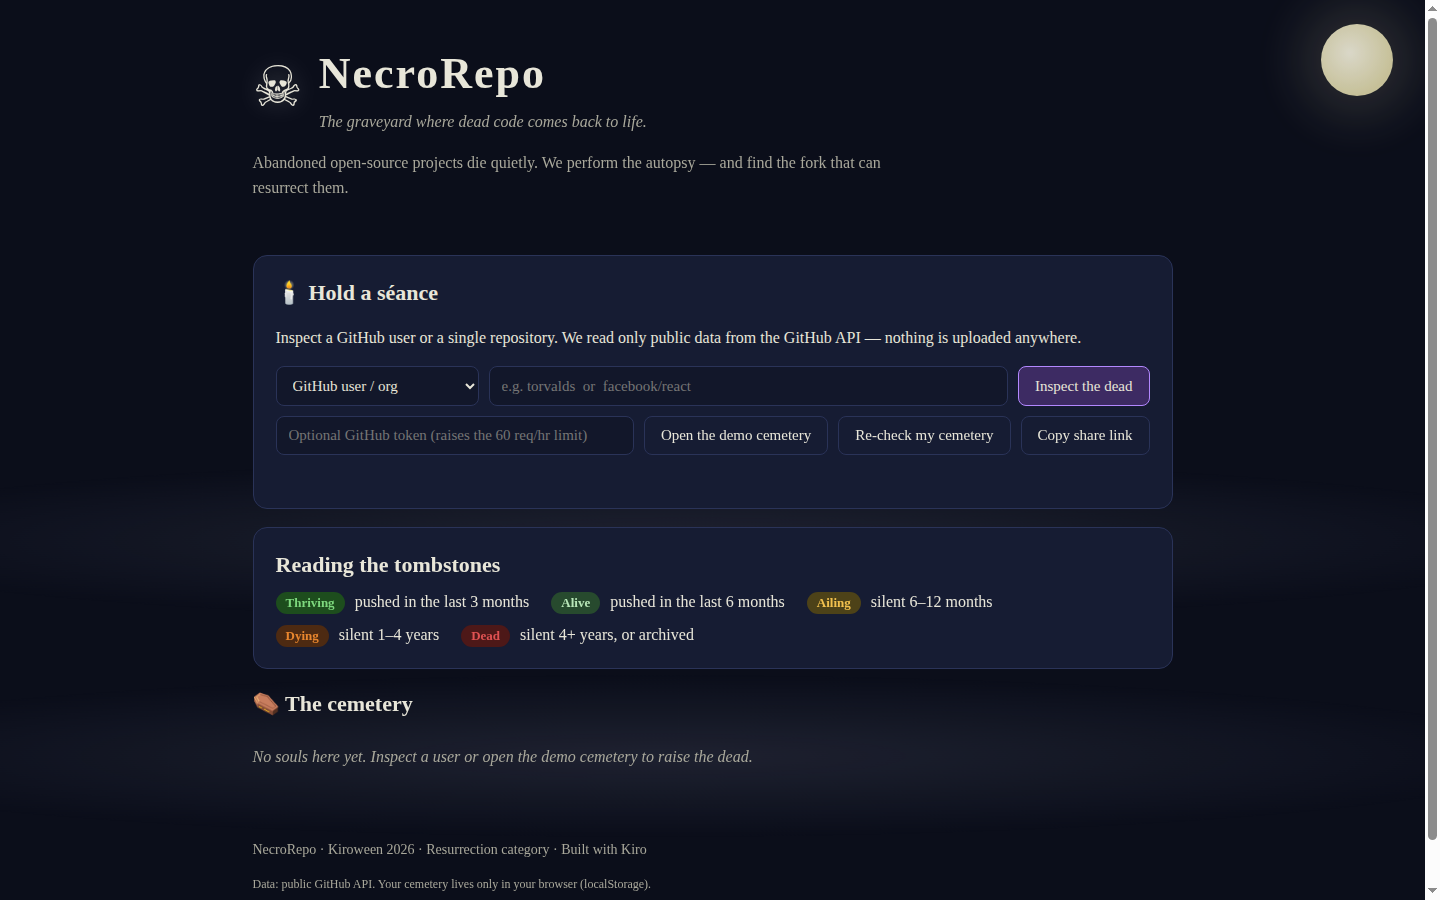 NecroRepo
The graveyard where dead code comes back to life.
Abandoned open-source projects die quietly. We perform the autopsy — and find the fork that can
resurrect them.
Hold a séance
Inspect a GitHub user or a single repository. We read only public data from the GitHub API — nothing is uploaded anywhere.
GitHub user / org
e.g. torvalds or facebook/react
Inspect the dead
Optional GitHub token (raises the 60 req/hr limit)
Open the demo cemetery
Re-check my cemetery
Copy share link
Reading the tombstones
Thriving pushed in the last 3 months Alive pushed in the last 6 months Ailing silent 6–12 months
Dying silent 1–4 years Dead silent 4+ years, or archived
The cemetery
No souls here yet. Inspect a user or open the demo cemetery to raise the dead.
NecroRepo · Kiroween 2026 · Resurrection category · Built with Kiro
Data: public GitHub API. Your cemetery lives only in your browser (localStorage).